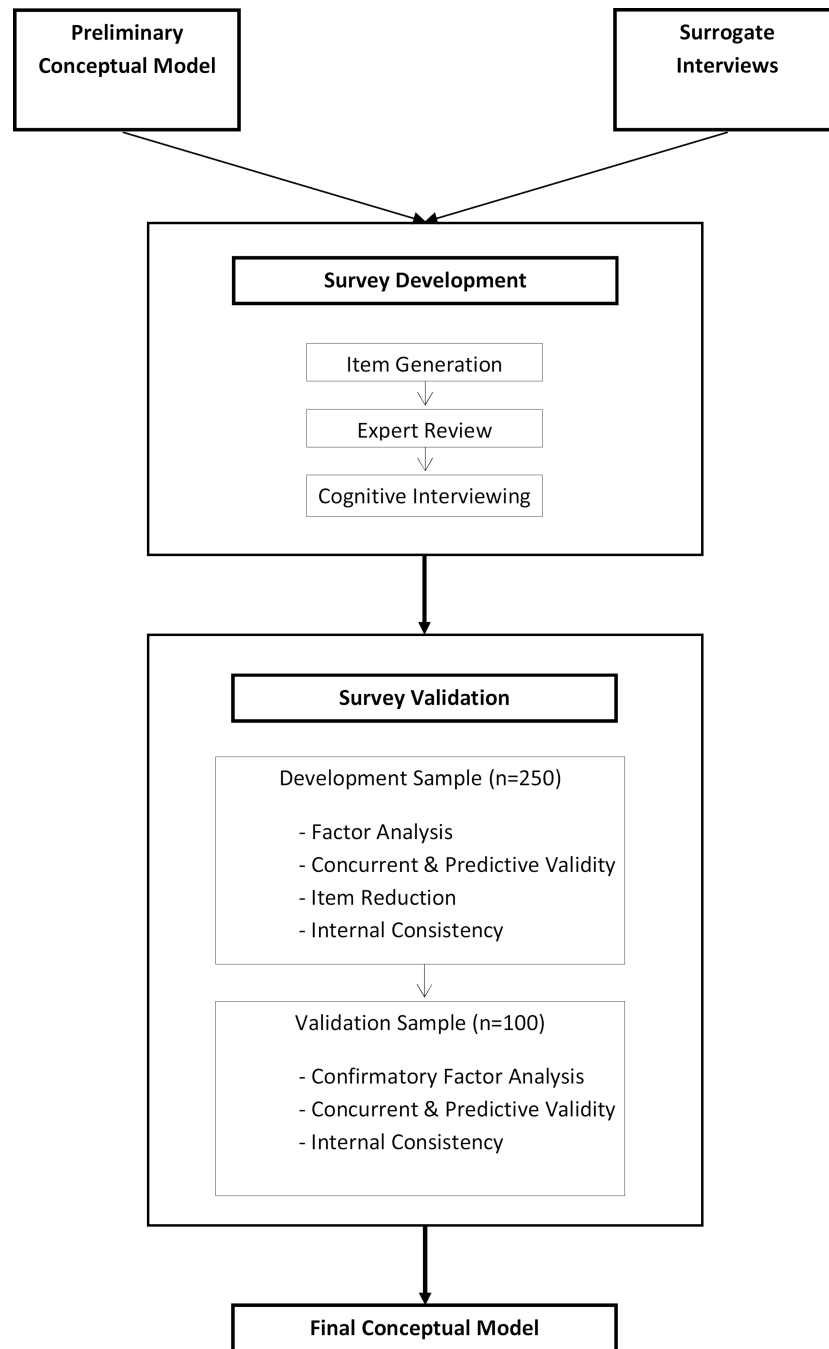 Preliminary
Conceptual Model
Surrogate
Interviews
Survey Development
Item Generation
Expert Review
Cognitive Interviewing
Survey Validation
Development Sample (n=250)
- Factor Analysis
- Concurrent & Predictive Validity
- Item Reduction
- Internal Consistency
Validation Sample (n=100)
- Confirmatory Factor Analysis
- Concurrent & Predictive Validity
- Internal Consistency
Final Conceptual Model